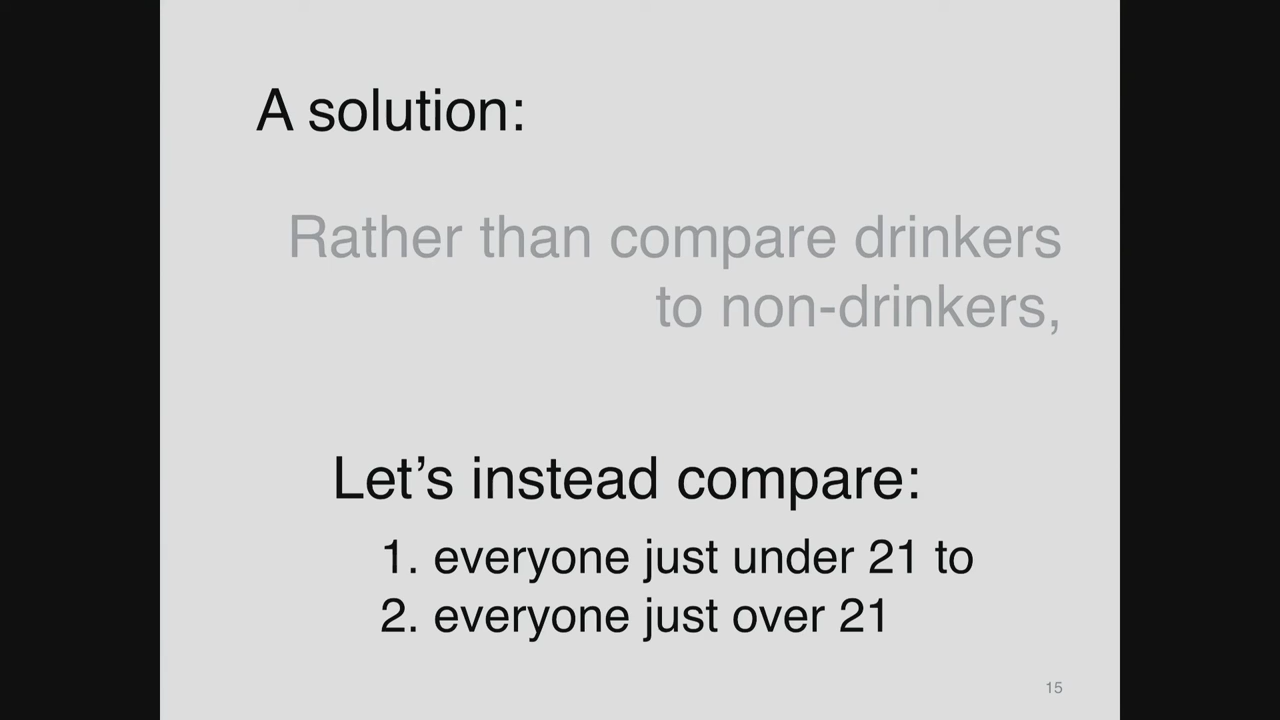 A solution:
Rather than compare drinkers
to non-drinkers,
Let’s instead compare:
1. everyone just under 21 to
2. everyone just over 21
15